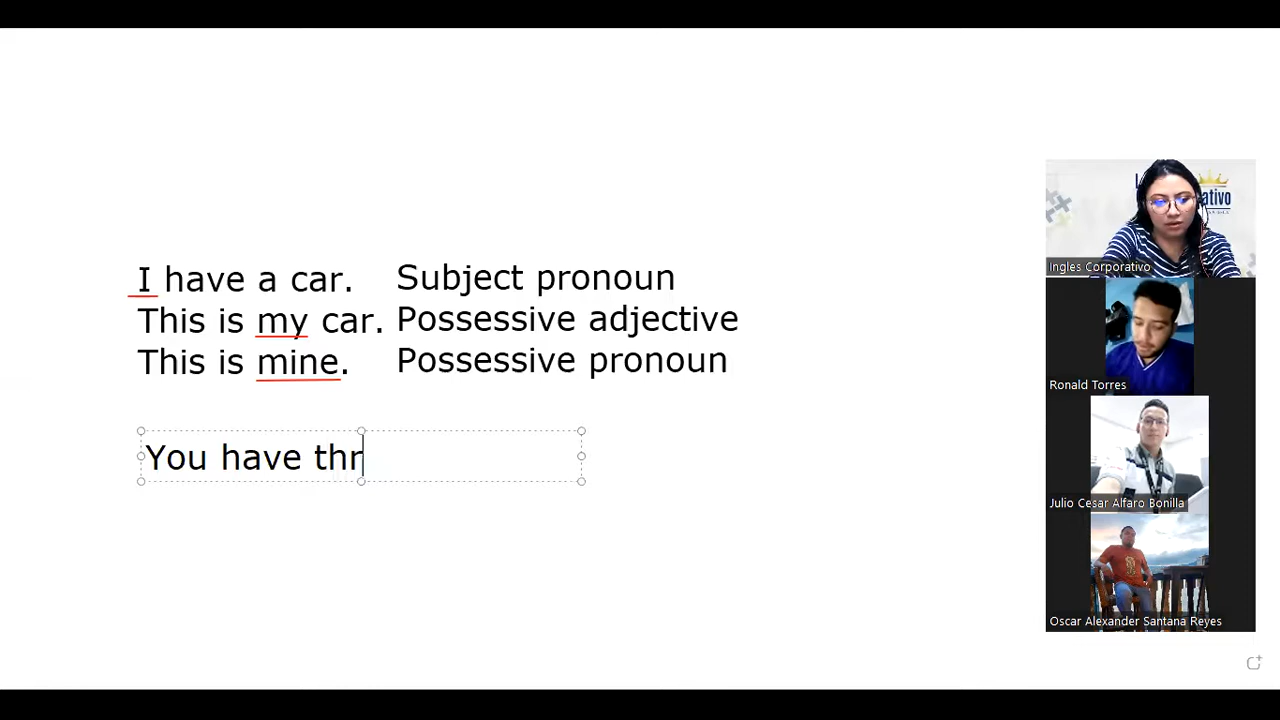 I have a car. Subject pronoun
This is my car. Possessive adjective
This is mine. Possessive pronoun
You have thr
Ingles Corporativo
Ronald Torres
Julio Cesar Alfaro Bonilla
Oscar Alexander Santana Reyes